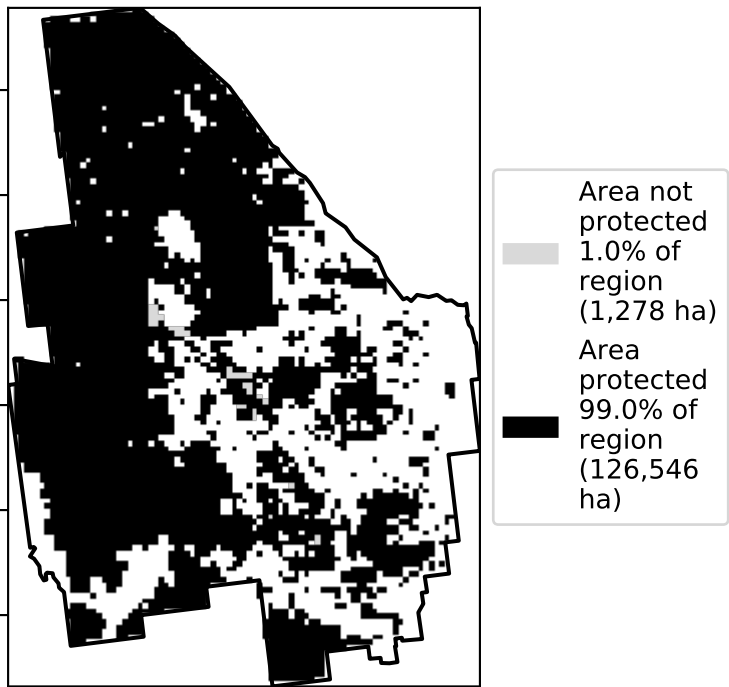 Area not
protected
1.0% of
region
(1,278 ha)
Area
protected
99.0% of
region
(126,546
ha)